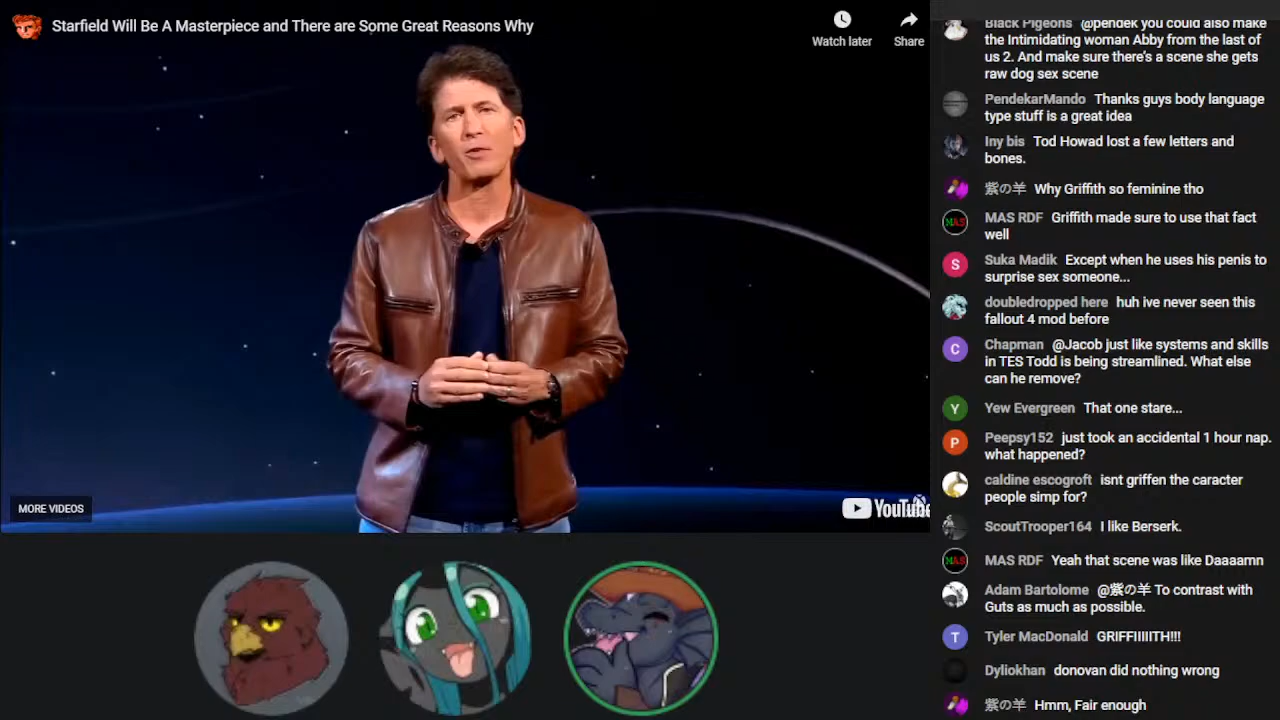 Starfield Will Be A Masterpiece and There are Some Great Reasons Why
Watch later
Share
MORE VIDEOS
YouTube
Black Pigeons @pendek you could also make
the Intimidating woman Abby from the last of
us 2. And make sure there's a scene she gets
raw dog sex scene
PendekarMando Thanks guys body language
type stuff is a great idea
Iny bis Tod Howad lost a few letters and
bones.
紫の羊 Why Griffith so feminine tho
MAS
MAS RDF Griffith made sure to use that fact
well
S
Suka Madik Except when he uses his penis to
surprise sex someone...
doubledropped here huh ive never seen this
fallout 4 mod before
C
Chapman @Jacob just like systems and skills
in TES Todd is being streamlined. What else
can he remove?
Y
Yew Evergreen That one stare...
P
Peepsy152 just took an accidental 1 hour nap.
what happened?
caldine escogroft isnt griffen the caracter
people simp for?
ScoutTrooper164 I like Berserk.
MAS
MAS RDF Yeah that scene was like Daaaamn
Adam Bartolome @紫の羊 To contrast with
Guts as much as possible.
T
Tyler MacDonald GRIFFIIIIITH!!!
Dyliokhan donovan did nothing wrong
紫の羊 Hmm, Fair enough